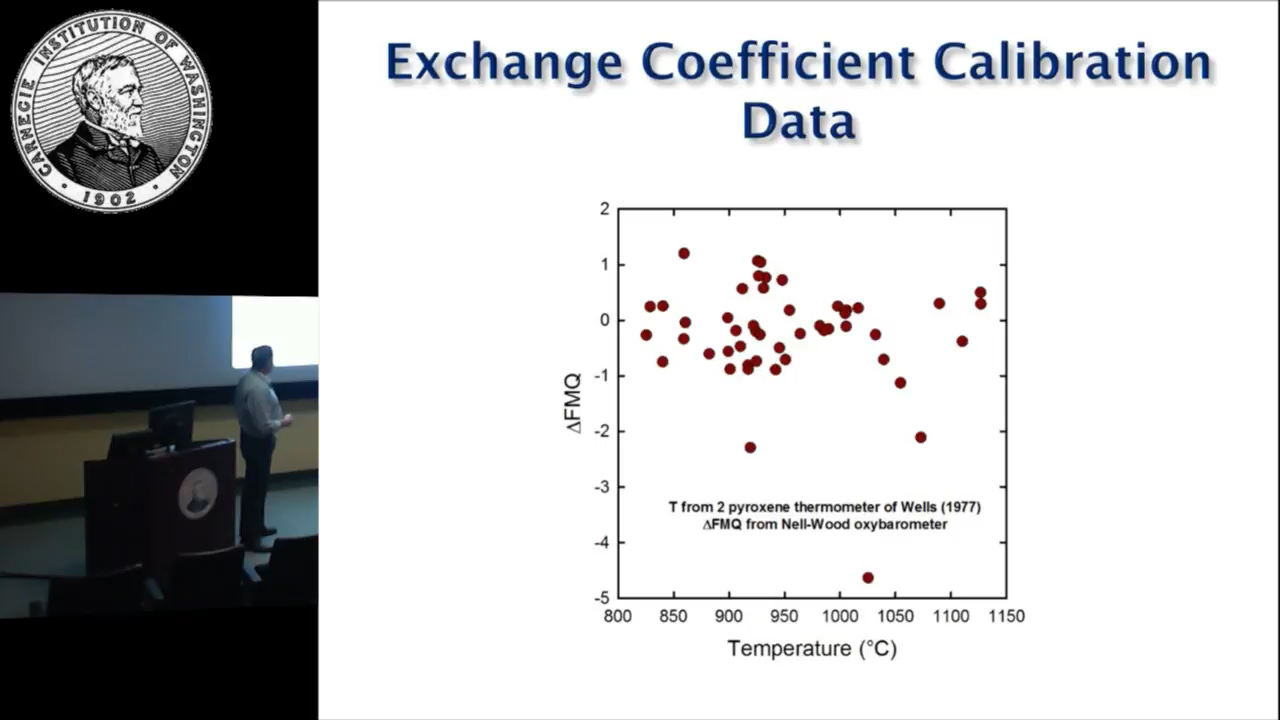 CARNEGIE INSTITUTION OF WASHINGTON
· 1902 ·
Exchange Coefficient Calibration
Data
2
1
0
-1
-2
-3
-4
-5
ΔFMQ
T from 2 pyroxene thermometer of Wells (1977)
ΔFMQ from Nell-Wood oxybarometer
800 850 900 950 1000 1050 1100 1150
Temperature (°C)